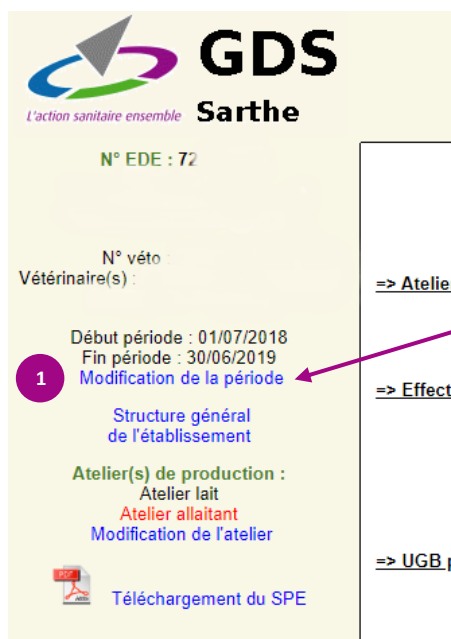 GDS
L'action sanitaire ensemble Sarthe
N° EDE : 72
N° véto :
Vétérinaire(s) :
=> Atelie
Début période : 01/07/2018
Fin période : 30/06/2019
1 Modification de la période
=> Effect
Structure général
de l'établissement
Atelier(s) de production :
Atelier lait
Atelier allaitant
Modification de l'atelier
=> UGB
PDF
Téléchargement du SPE